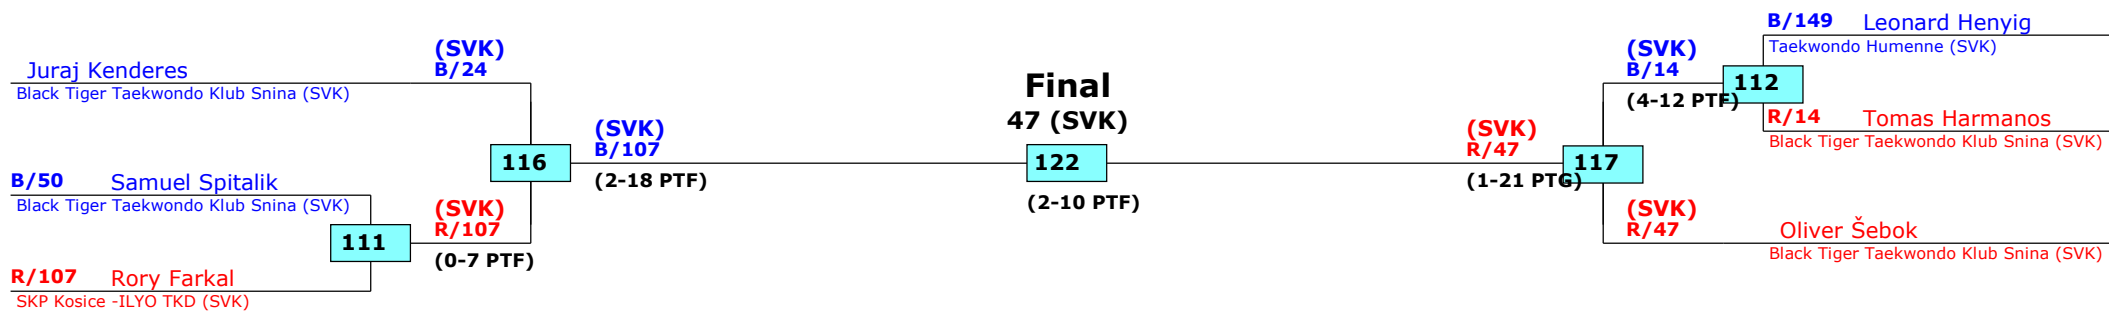 Juraj Kenderes
Black Tiger Taekwondo Klub Snina (SVK)
(SVK)
B/24
B/50 Samuel Spitalik
Black Tiger Taekwondo Klub Snina (SVK)
111
R/107 Rory Farkal
SKP Kosice -ILYO TKD (SVK)
(SVK)
R/107
(0-7 PTF)
116
(SVK)
B/107
(2-18 PTF)
Final
47 (SVK)
122
(2-10 PTF)
(SVK)
R/47
(1-21 PTG)
117
(SVK)
B/14
(4-12 PTF)
112
B/149 Leonard Henyig
Taekwondo Humenne (SVK)
R/14 Tomas Harmanos
Black Tiger Taekwondo Klub Snina (SVK)
(SVK)
R/47
Oliver Šebok
Black Tiger Taekwondo Klub Snina (SVK)